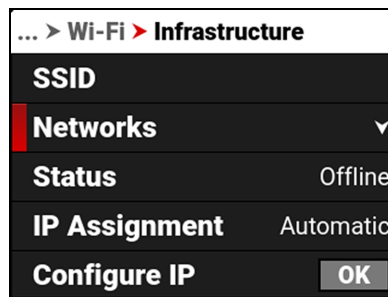 ... > Wi-Fi > Infrastructure
SSID
Networks
Status Offline
IP Assignment Automatic
Configure IP OK